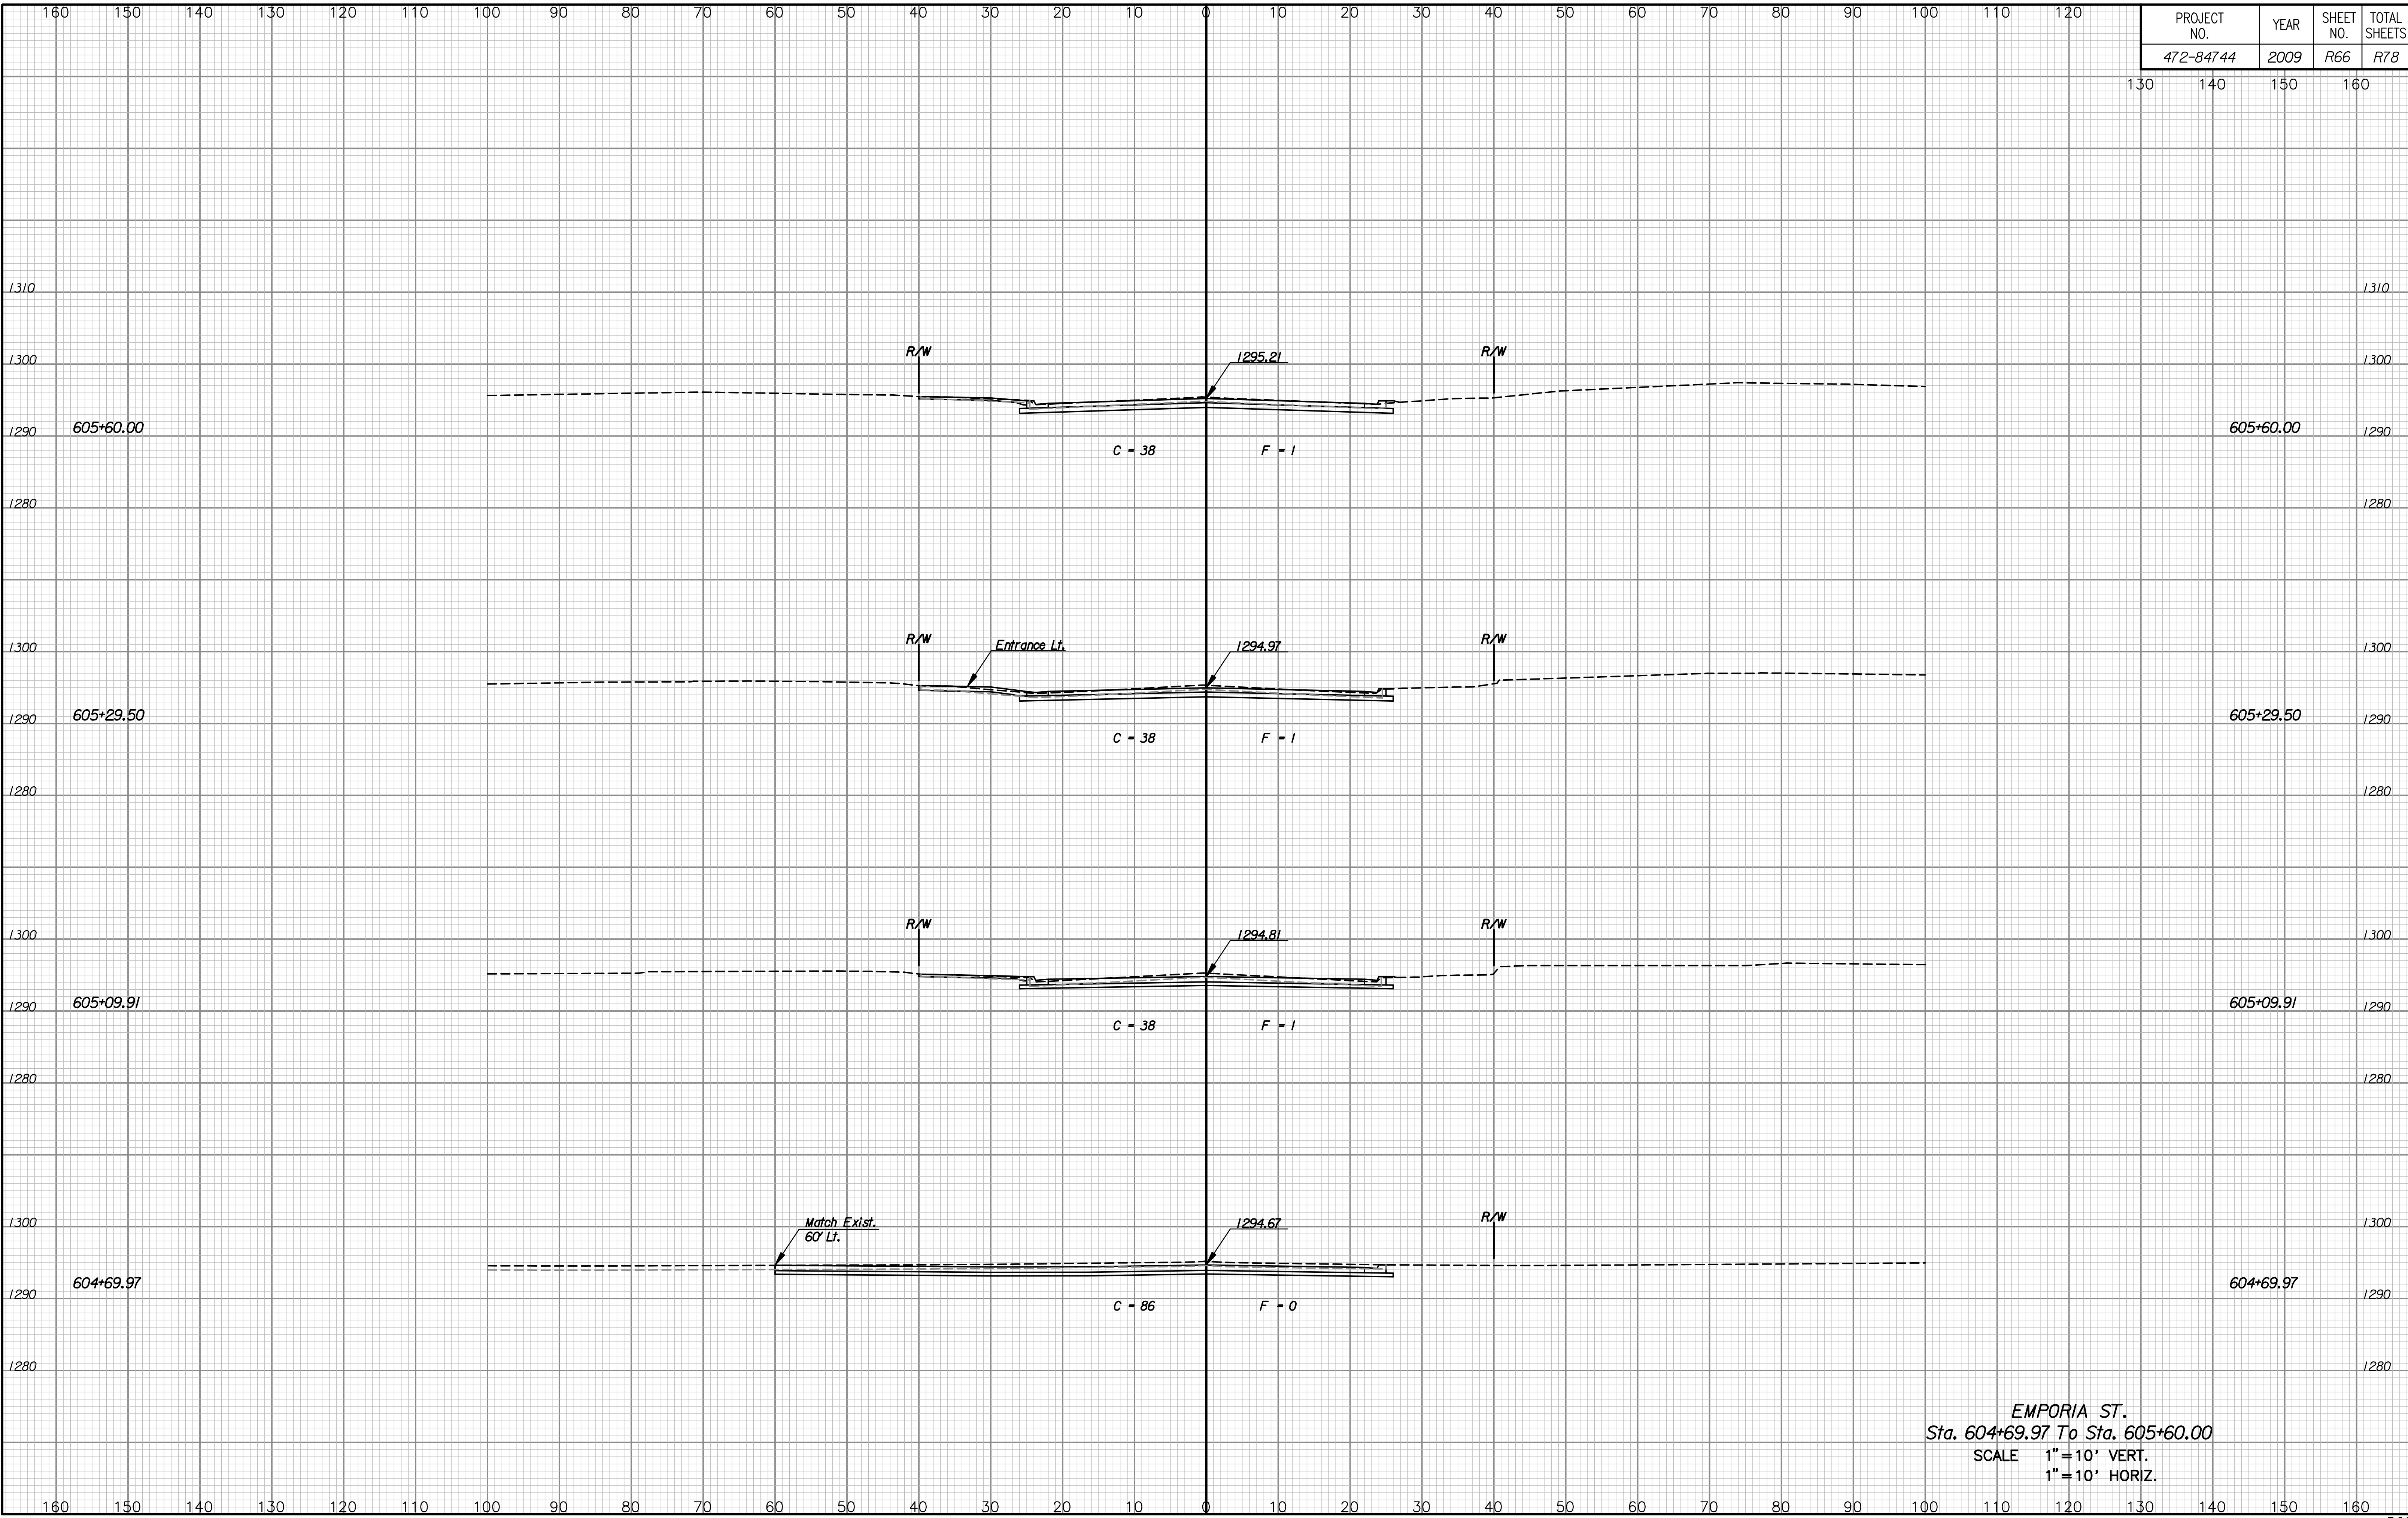 160 150 140 130 120 110 100 90 80 70 60 50 40 30 20 10 0 10 20 30 40 50 60 70 80 90 100 110 120
PROJECT NO. YEAR SHEET NO. TOTAL SHEETS
472-84744 2009 R66 R78
130 140 150 160
1310 1310
R/W R/W
1300 1295.21 1300
605+60.00 605+60.00
1290 1290
C = 38 F = 1
1280 1280
R/W Entrance Lt. R/W
1300 1294.97 1300
605+29.50 605+29.50
1290 1290
C = 38 F = 1
1280 1280
R/W R/W
1300 1294.81 1300
605+09.91 605+09.91
1290 1290
C = 38 F = 1
1280 1280
R/W
1300 Match Exist. 1294.67 1300
60' Lt.
604+69.97 604+69.97
1290 1290
C = 86 F = 0
1280 1280
EMPORIA ST.
Sta. 604+69.97 To Sta. 605+60.00
SCALE 1"=10' VERT.
1"=10' HORIZ.
160 150 140 130 120 110 100 90 80 70 60 50 40 30 20 10 0 10 20 30 40 50 60 70 80 90 100 110 120 130 140 150 160